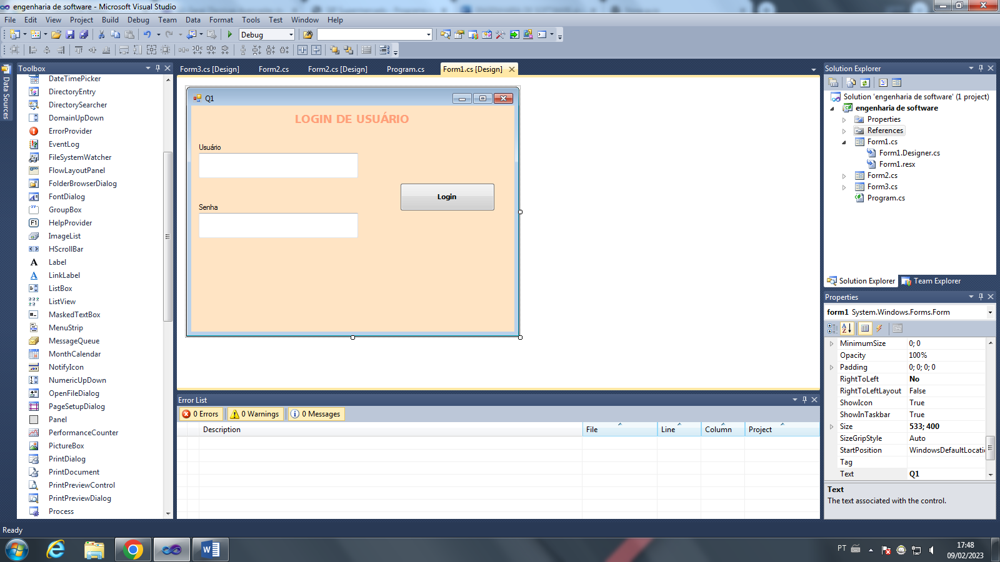 engenharia de software - Microsoft Visual Studio
File Edit View Project Build Debug Team Data Format Tools Test Window Help
Debug
Data Sources
Toolbox
DateTimePicker
DirectoryEntry
DirectorySearcher
DomainUpDown
ErrorProvider
EventLog
FileSystemWatcher
FlowLayoutPanel
FolderBrowserDialog
FontDialog
GroupBox
HelpProvider
ImageList
HScrollBar
Label
LinkLabel
ListBox
ListView
MaskedTextBox
MenuStrip
MessageQueue
MonthCalendar
NotifyIcon
NumericUpDown
OpenFileDialog
PageSetupDialog
Panel
PerformanceCounter
PictureBox
PrintDialog
PrintDocument
PrintPreviewControl
PrintPreviewDialog
Process
Form3.cs [Design] Form2.cs Form2.cs [Design] Program.cs Form1.cs [Design]
Q1
LOGIN DE USUÁRIO
Usuário
Login
Senha
Error List
0 Errors 0 Warnings 0 Messages
Description File Line Column Project
Solution Explorer
Solution 'engenharia de software' (1 project)
engenharia de software
Properties
References
Form1.cs
Form1.Designer.cs
Form1.resx
Form2.cs
Form3.cs
Program.cs
Solution Explorer Team Explorer
Properties
form1 System.Windows.Forms.Form
MinimumSize 0; 0
Opacity 100%
Padding 0; 0; 0; 0
RightToLeft No
RightToLeftLayout False
ShowIcon True
ShowInTaskbar True
Size 533; 400
SizeGripStyle Auto
StartPosition WindowsDefaultLocati
Tag
Text Q1
Text
The text associated with the control.
Ready
PT
17:48
09/02/2023